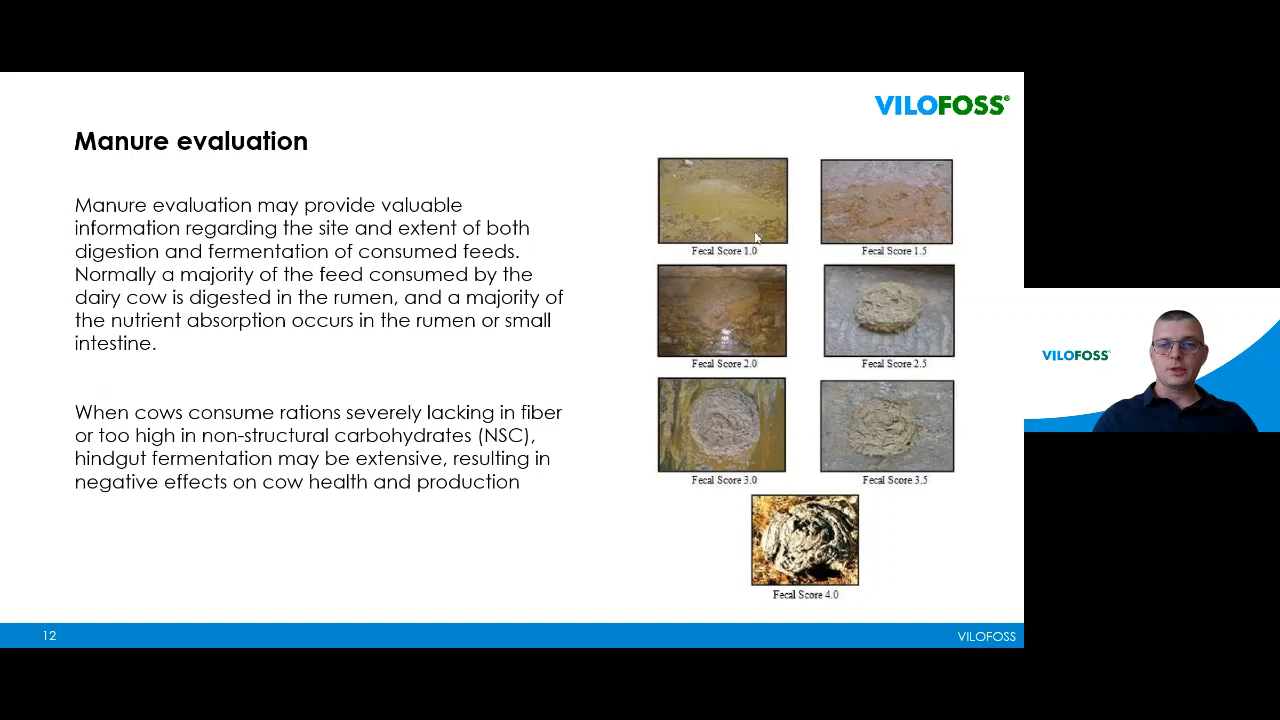 VILOFOSS®
Manure evaluation
Manure evaluation may provide valuable
information regarding the site and extent of both
digestion and fermentation of consumed feeds.
Normally a majority of the feed consumed by the
dairy cow is digested in the rumen, and a majority of
the nutrient absorption occurs in the rumen or small
intestine.
When cows consume rations severely lacking in fiber
or too high in non-structural carbohydrates (NSC),
hindgut fermentation may be extensive, resulting in
negative effects on cow health and production
Fecal Score 1.0
Fecal Score 1.5
Fecal Score 2.0
Fecal Score 2.5
Fecal Score 3.0
Fecal Score 3.5
Fecal Score 4.0
VILOFOSS®
12
VILOFOSS